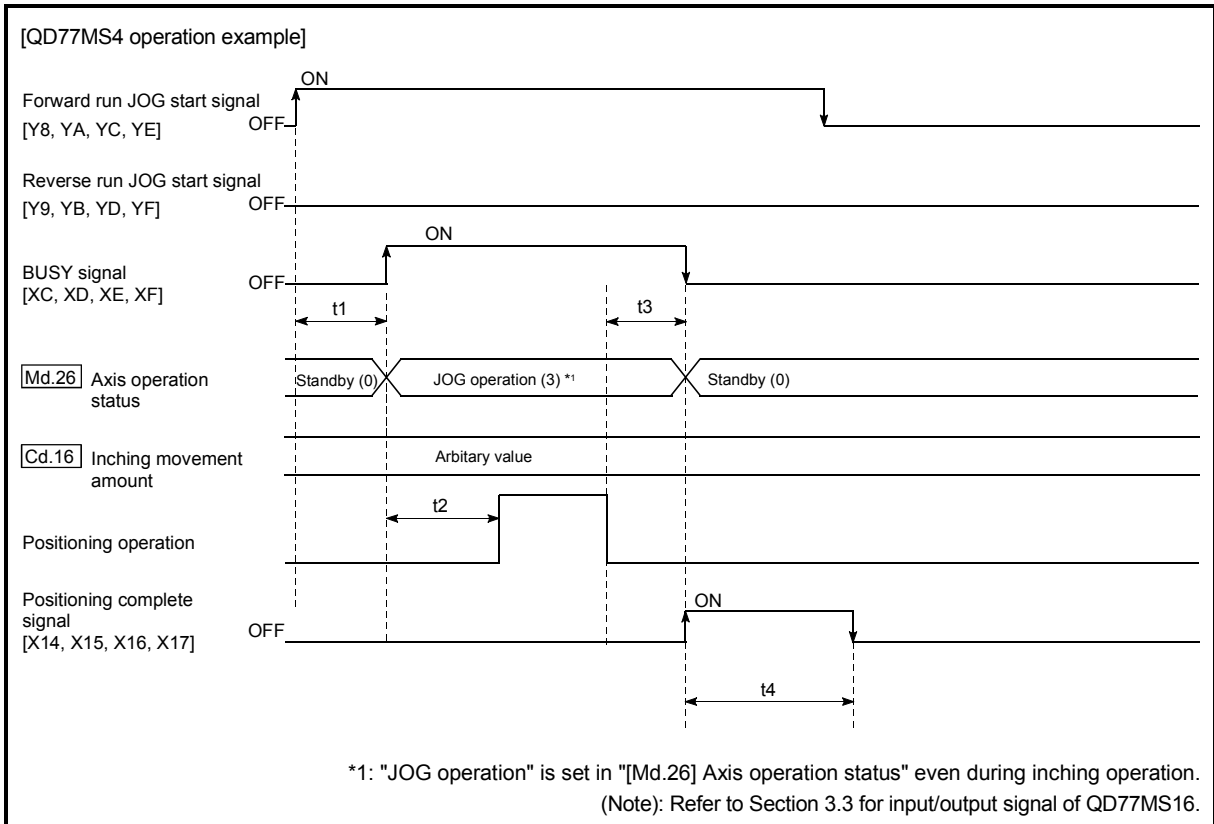 [QD77MS4 operation example]
ON
Forward run JOG start signal
[Y8, YA, YC, YE]
OFF
Reverse run JOG start signal
[Y9, YB, YD, YF]
OFF
ON
BUSY signal
[XC, XD, XE, XF]
OFF
t1
t3
Md.26 Axis operation
status
Standby (0)
JOG operation (3) *1
Standby (0)
Cd.16 Inching movement
amount
Arbitary value
t2
Positioning operation
Positioning complete
signal
[X14, X15, X16, X17]
OFF
ON
t4
*1: "JOG operation" is set in "[Md.26] Axis operation status" even during inching operation.
(Note): Refer to Section 3.3 for input/output signal of QD77MS16.